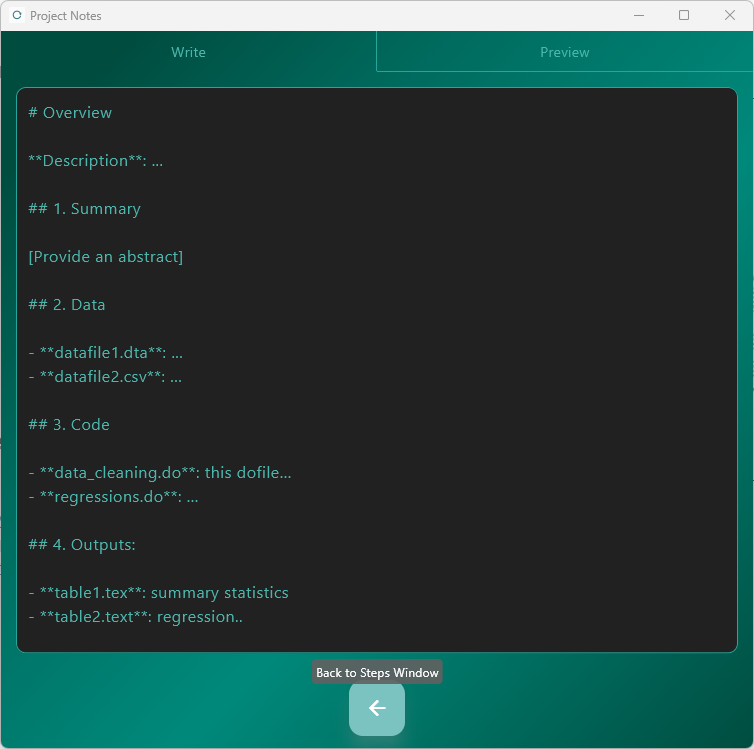 Project Notes
Write
Preview
# Overview
**Description**: ...
## 1. Summary
[Provide an abstract]
## 2. Data
- **datafile1.dta**: ...
- **datafile2.csv**: ...
## 3. Code
- **data_cleaning.do**: this dofile...
- **regressions.do**: ...
## 4. Outputs:
- **table1.tex**: summary statistics
- **table2.text**: regression..
Back to Steps Window